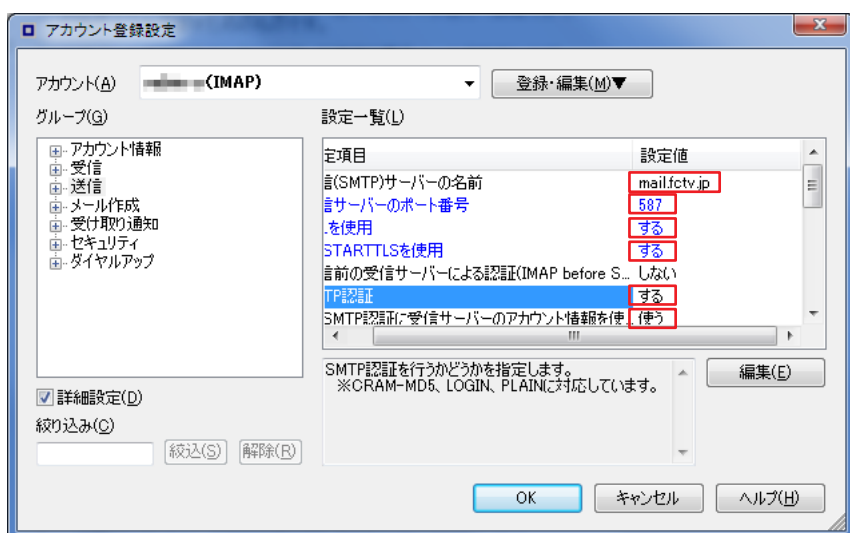 アカウント登録設定
アカウント(A) (IMAP) 登録・編集(M)▼
グループ(G)
アカウント情報
受信
送信
メール作成
受け取り通知
セキュリティ
ダイヤルアップ
設定一覧(L)
定項目 設定値
信(SMTP)サーバーの名前 mail.fctv.jp
言サーバーのポート番号 587
.を使用 する
STARTTLSを使用 する
言前の受信サーバーによる認証(IMAP before S... しない
TP認証 する
SMTP認証に受信サーバーのアカウント情報を使... 使う
SMTP認証を行うかどうかを指定します。
※CRAM-MD5、LOGIN、PLAINに対応しています。
編集(E)
詳細設定(D)
絞り込み(C)
絞込(S) 解除(R)
OK キャンセル ヘルプ(H)